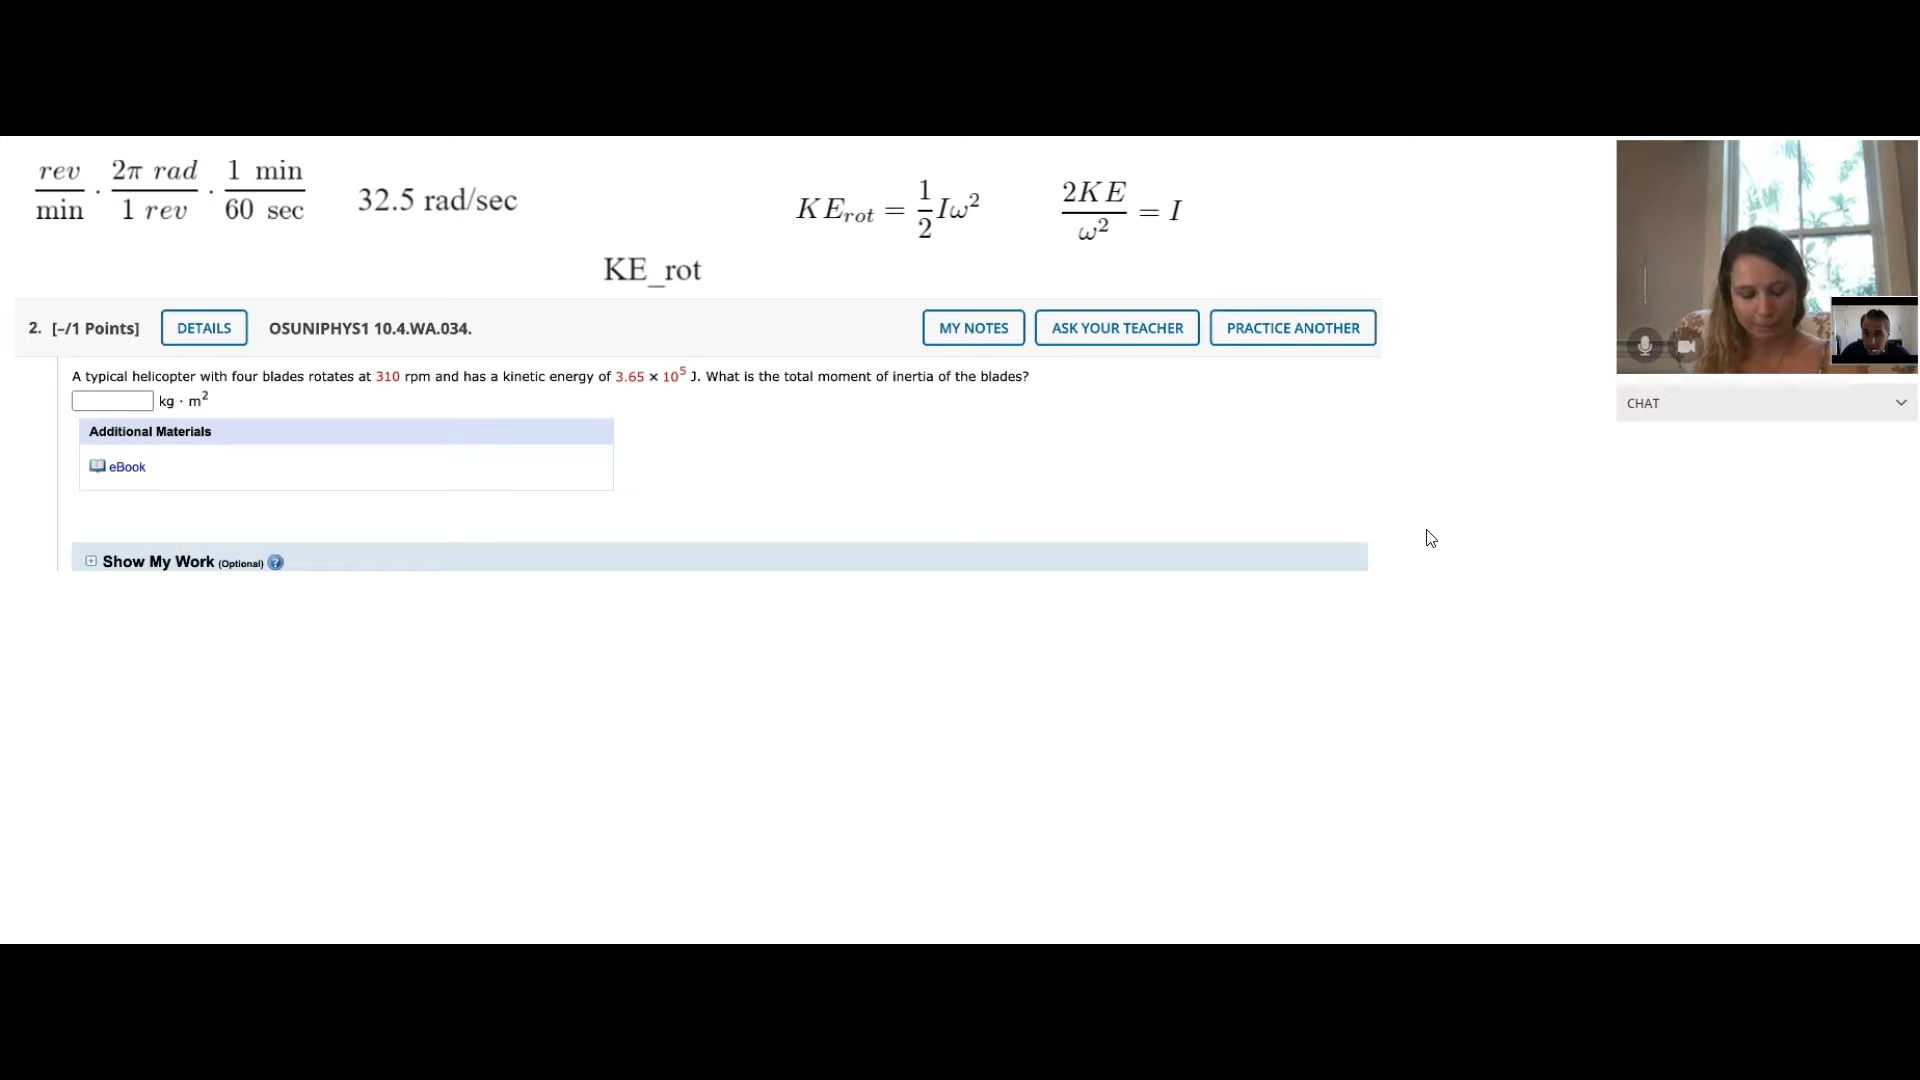 rev/min · 2π rad/1 rev · 1 min/60 sec
32.5 rad/sec
KE_{rot} = 1/2 Iω²
2KE/ω² = I
KE_rot
2. [–/1 Points] DETAILS OSUNIPHYS1 10.4.WA.034. MY NOTES ASK YOUR TEACHER PRACTICE ANOTHER
A typical helicopter with four blades rotates at 310 rpm and has a kinetic energy of 3.65 × 10⁵ J. What is the total moment of inertia of the blades?
kg · m²
Additional Materials
eBook
Show My Work (Optional) ?
CHAT